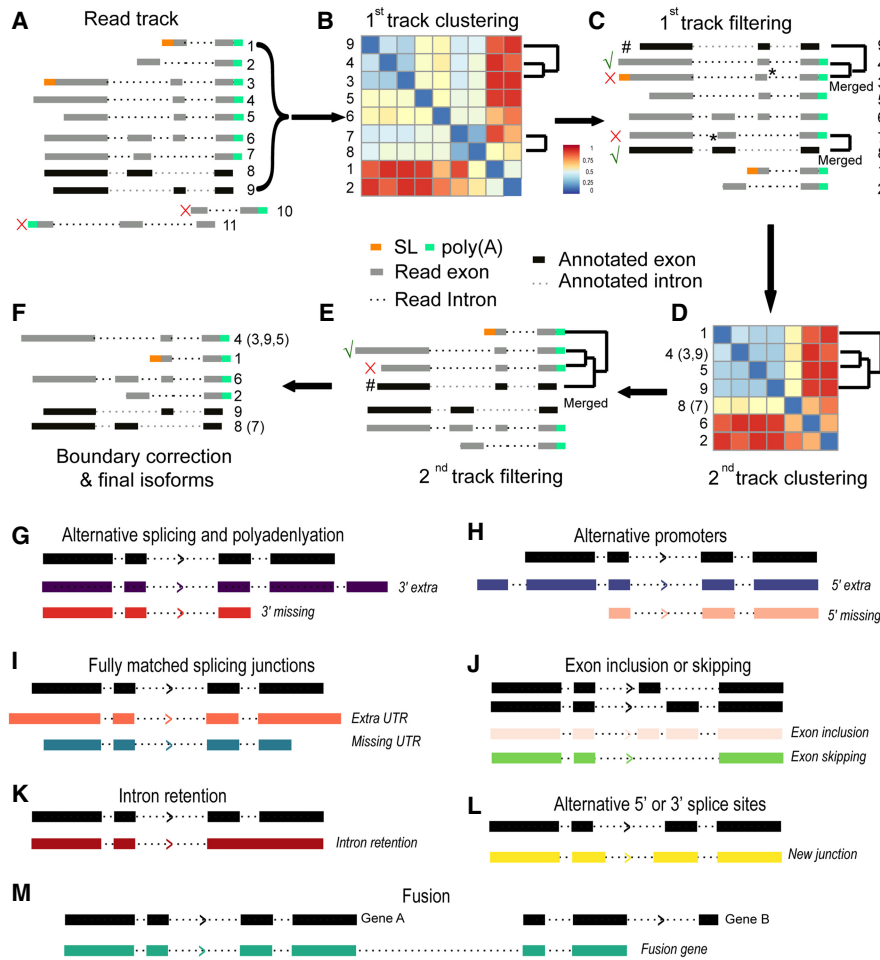 A
Read track
1
2
3
4
5
6
7
8
9
10
11
B
1st track clustering
9
4
3
5
6
7
8
1
2
1
0.75
0.5
0.25
0
C
1st track filtering
#
√
*
Merged
6
*
√
Merged
SL
poly(A)
Read exon
Read Intron
Annotated exon
Annotated intron
F
4 (3,9,5)
1
6
2
9
8 (7)
Boundary correction
& final isoforms
E
√
#
Merged
2nd track filtering
D
1
4 (3,9)
5
9
8 (7)
6
2
2nd track clustering
G
Alternative splicing and polyadenlyation
3' extra
3' missing
H
Alternative promoters
5' extra
5' missing
I
Fully matched splicing junctions
Extra UTR
Missing UTR
J
Exon inclusion or skipping
Exon inclusion
Exon skipping
K
Intron retention
Intron retention
L
Alternative 5’ or 3’ splice sites
New junction
M
Fusion
Gene A
Gene B
Fusion gene